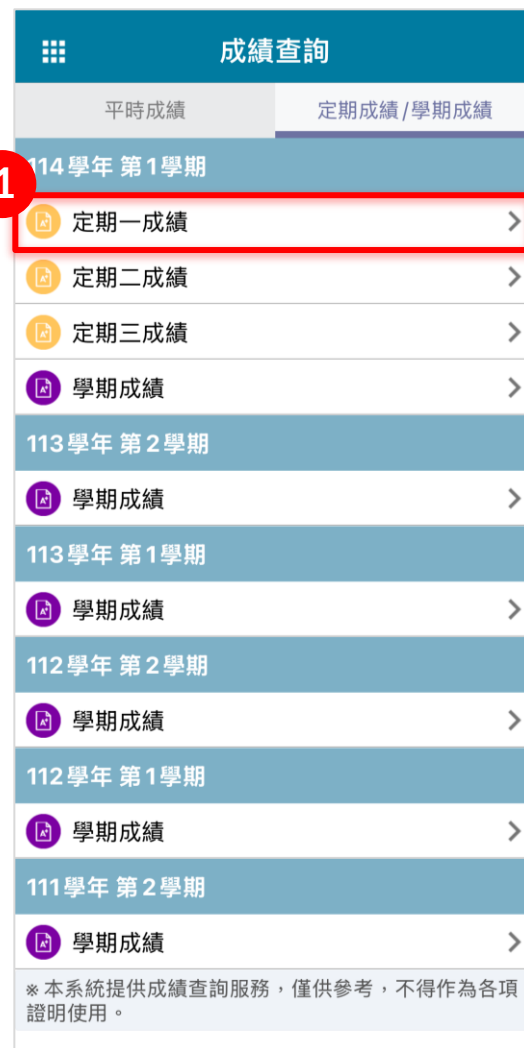 成績查詢
平時成績
定期成績/學期成績
114學年 第1學期
1
定期一成績
定期二成績
定期三成績
學期成績
113學年 第2學期
學期成績
113學年 第1學期
學期成績
112學年 第2學期
學期成績
112學年 第1學期
學期成績
111學年 第2學期
學期成績
※本系統提供成績查詢服務，僅供參考，不得作為各項
證明使用。